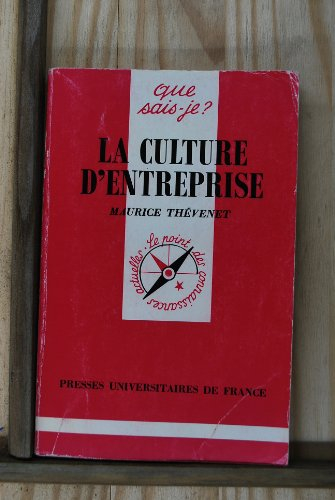 que
sais-je?
LA CULTURE
D'ENTREPRISE
MAURICE THÉVENET
Le point des connaissances actuelles.
PRESSES UNIVERSITAIRES DE FRANCE